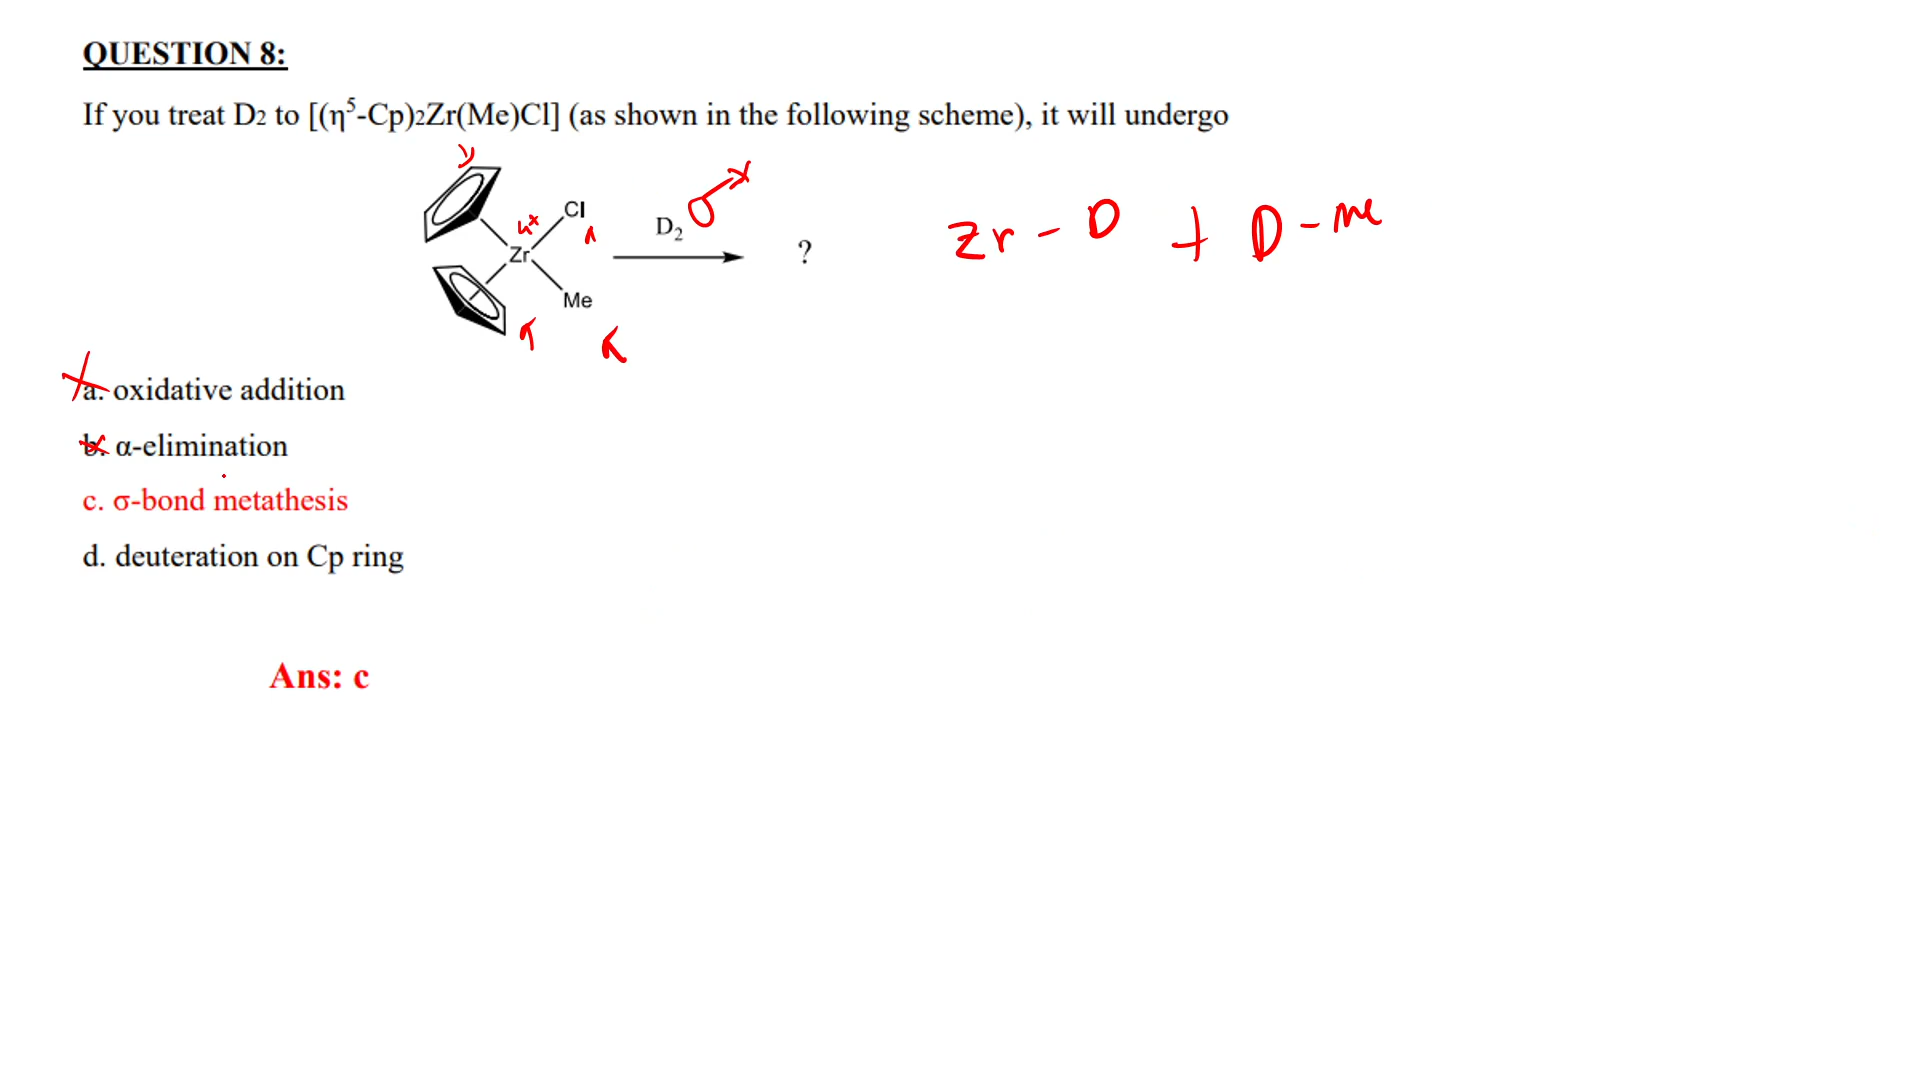 QUESTION 8:
If you treat D₂ to [(η⁵-Cp)₂Zr(Me)Cl] (as shown in the following scheme), it will undergo
Cl
4+
Zr
Me
D₂
σ
?
Zr - D + D - me
a. oxidative addition
b. α-elimination
c. σ-bond metathesis
d. deuteration on Cp ring
Ans: c